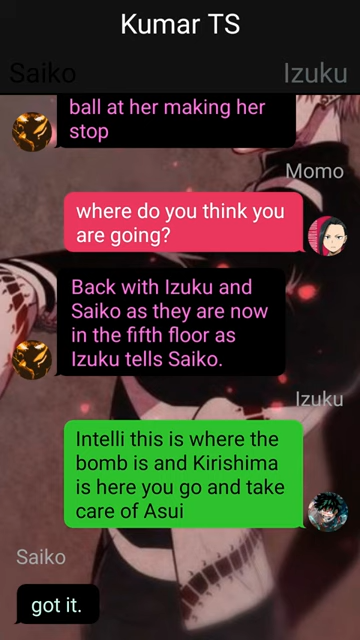 Kumar TS
Saiko
Izuku
ball at her making her
stop
Momo
where do you think you
are going?
Back with Izuku and
Saiko as they are now
in the fifth floor as
Izuku tells Saiko.
Izuku
Intelli this is where the
bomb is and Kirishima
is here you go and take
care of Asui
Saiko
got it.